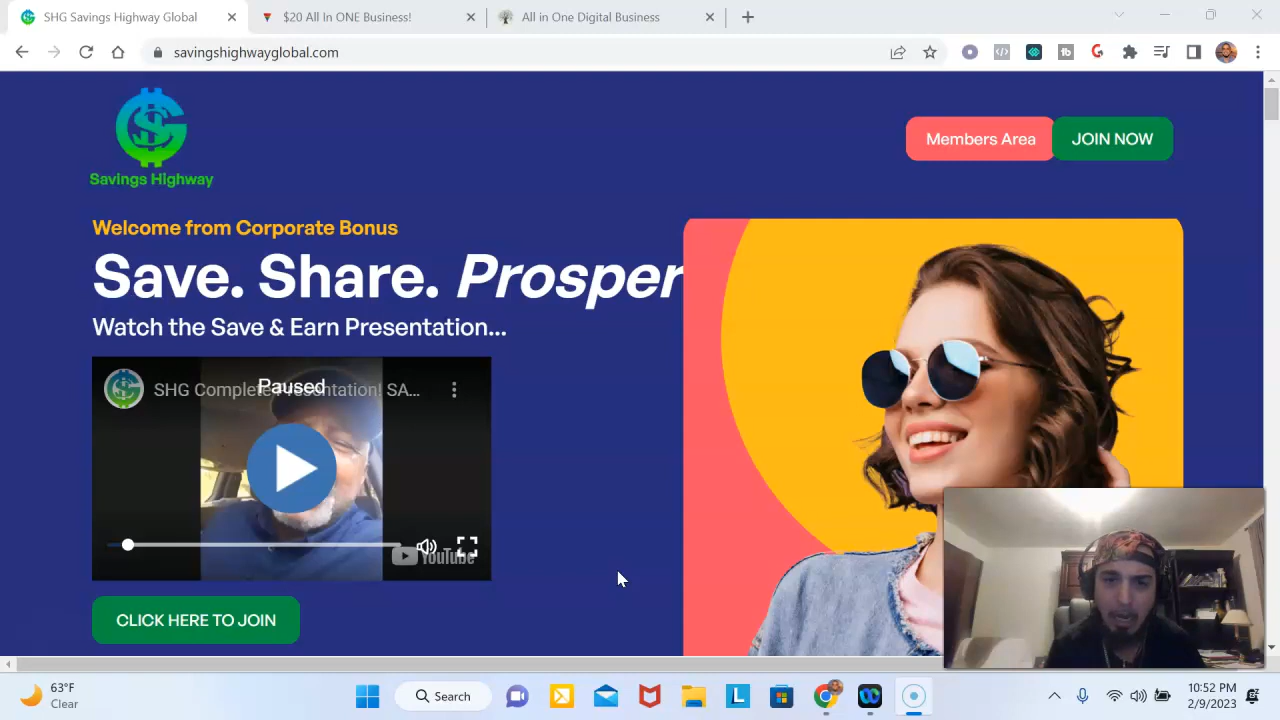 SHG Savings Highway Global
$20 All In ONE Business!
All in One Digital Business
savingshighwayglobal.com
Savings Highway
Members Area
JOIN NOW
Welcome from Corporate Bonus
Save. Share. Prosper
Watch the Save & Earn Presentation...
Paused
SHG Complete Presentation! SA...
YouTube
CLICK HERE TO JOIN
63°F
Clear
Search
10:52 PM
2/9/2023